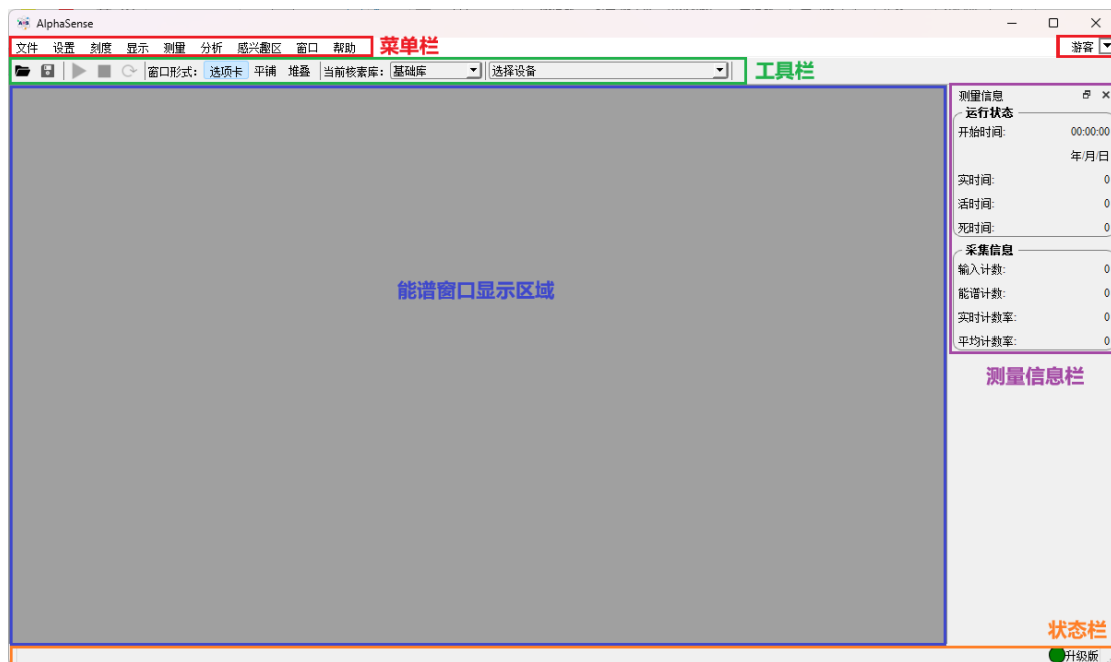 AlphaSense
文件 设置 刻度 显示 测量 分析 感兴趣区 窗口 帮助 菜单栏 游客
窗口形式: 选项卡 平铺 堆叠 当前核素库: 基础库 选择设备 工具栏
测量信息
运行状态
开始时间: 00:00:00
年/月/日
实时间: 0
活时间: 0
死时间: 0
采集信息
输入计数: 0
能谱计数: 0
实时计数率: 0
平均计数率: 0
能谱窗口显示区域
测量信息栏
状态栏
升级版